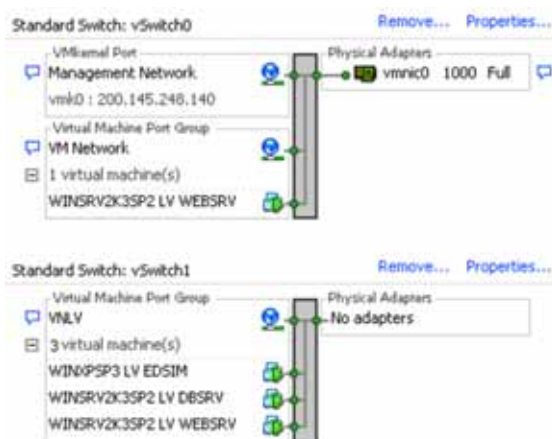 Standard Switch: vSwitch0 Remove... Properties...
VMkernel Port Physical Adapters
Management Network vmnic0 1000 Full
vmk0 : 200.145.248.140
Virtual Machine Port Group
VM Network
1 virtual machine(s)
WINSRV2K3SP2 LV WEBSRV
Standard Switch: vSwitch1 Remove... Properties...
Virtual Machine Port Group Physical Adapters
VNLV No adapters
3 virtual machine(s)
WINXPSP3 LV EDSIM
WINSRV2K3SP2 LV DBSRV
WINSRV2K3SP2 LV WEBSRV